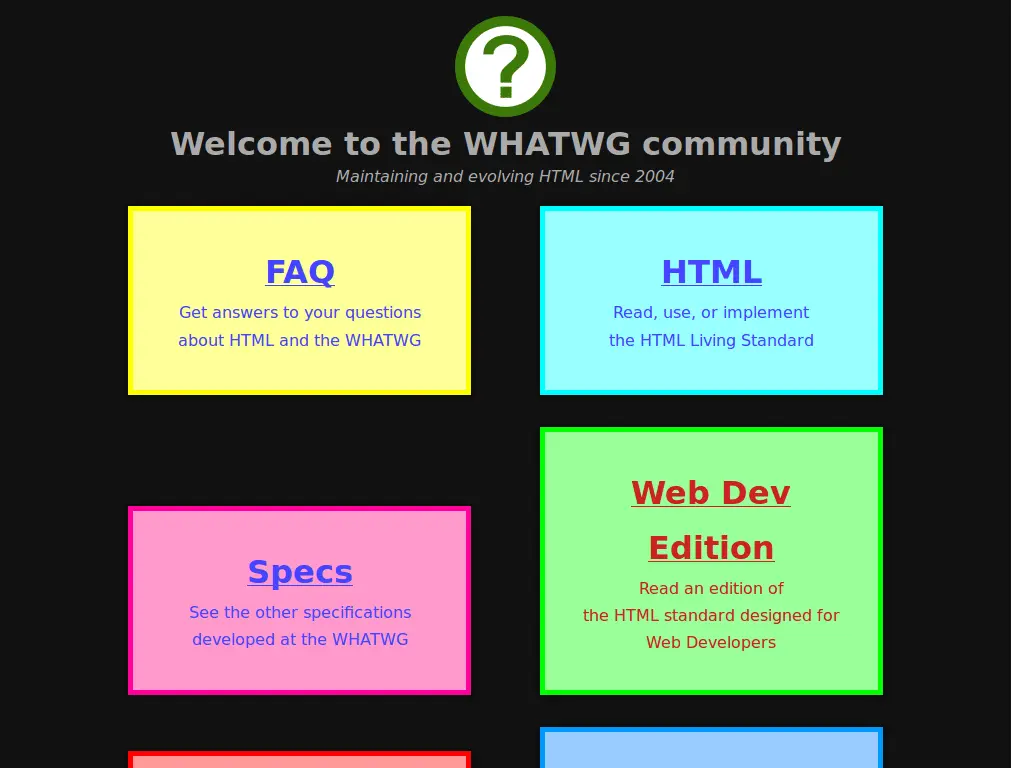 ?
Welcome to the WHATWG community
Maintaining and evolving HTML since 2004
FAQ
Get answers to your questions
about HTML and the WHATWG
HTML
Read, use, or implement
the HTML Living Standard
Specs
See the other specifications
developed at the WHATWG
Web Dev
Edition
Read an edition of
the HTML standard designed for
Web Developers